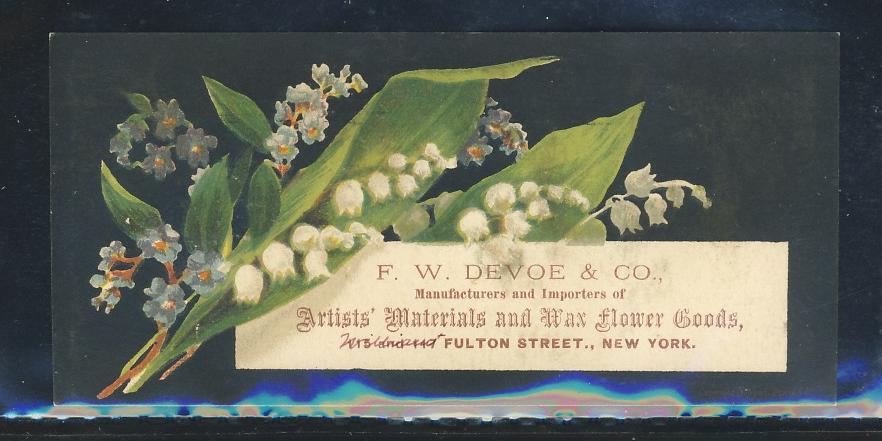 F. W. DEVOE & CO.,
Manufacturers and Importers of
Artists' Materials and Wax Flower Goods,
FULTON STREET., NEW YORK.